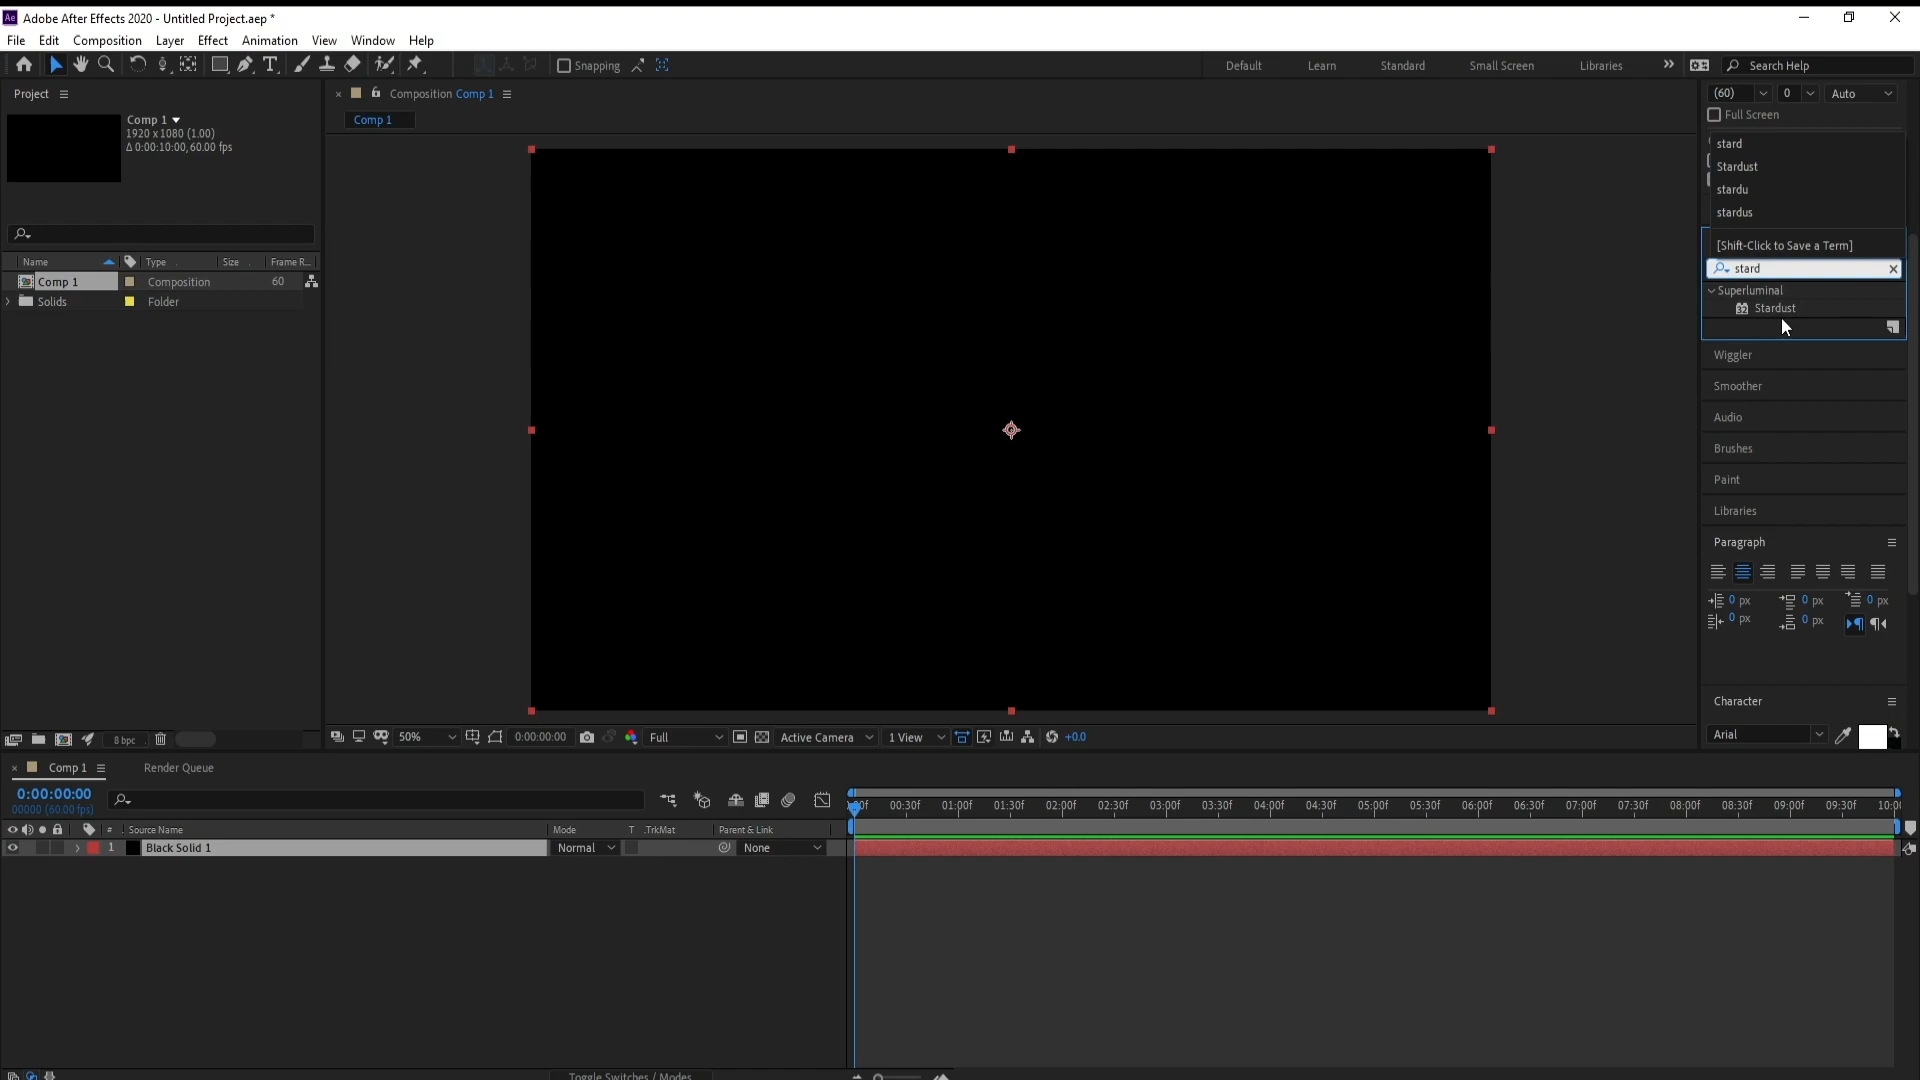 Ae Adobe After Effects 2020 - Untitled Project.aep *
File Edit Composition Layer Effect Animation View Window Help
Snapping
Default Learn Standard Small Screen Libraries
Search Help
Project
Comp 1
1920 x 1080 (1.00)
Δ 0:00:10:00, 60.00 fps
Name Type Size Frame R...
Comp 1 Composition 60
Solids Folder
8 bpc
Composition Comp 1
Comp 1
50% 0:00:00:00 Full Active Camera 1 View +0.0
(60) 0 Auto
Full Screen
stard
Stardust
stardu
stardus
[Shift-Click to Save a Term]
stard
Superluminal
32 Stardust
Wiggler
Smoother
Audio
Brushes
Paint
Libraries
Paragraph
0 px 0 px 0 px
0 px 0 px
Character
Arial
Comp 1 Render Queue
0:00:00:00
00000 (60.00 fps)
00:30f 01:00f 01:30f 02:00f 02:30f 03:00f 03:30f 04:00f 04:30f 05:00f 05:30f 06:00f 06:30f 07:00f 07:30f 08:00f 08:30f 09:00f 09:30f
# Source Name Mode T .TrkMat Parent & Link
1 Black Solid 1 Normal None
Toggle Switches / Modes